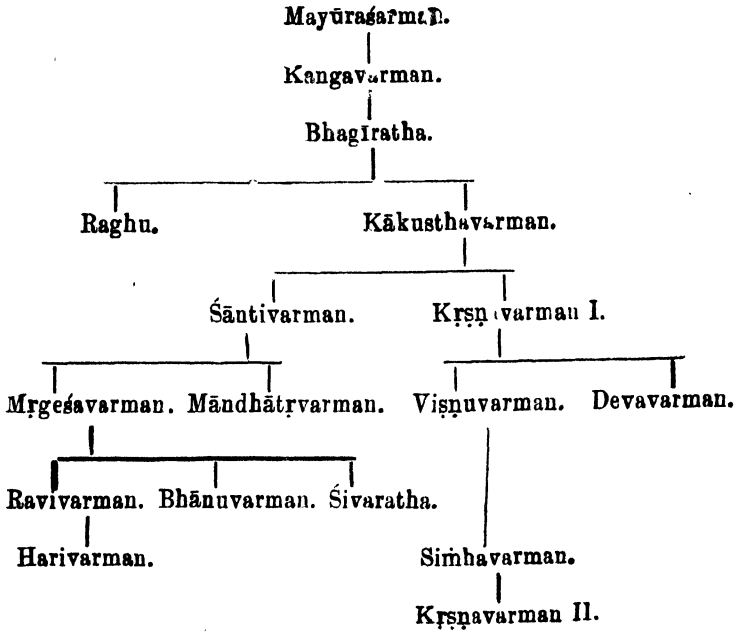 Mayūraśarman.
Kangavarman.
Bhagīratha.
Raghu. Kākusthavarman.
Śāntivarman. Kṛṣṇavarman I.
Mṛgeśavarman. Māndhātṛvarman. Viṣṇuvarman. Devavarman.
Ravivarman. Bhānuvarman. Śivaratha.
Harivarman. Siṁhavarman.
Kṛṣṇavarman II.